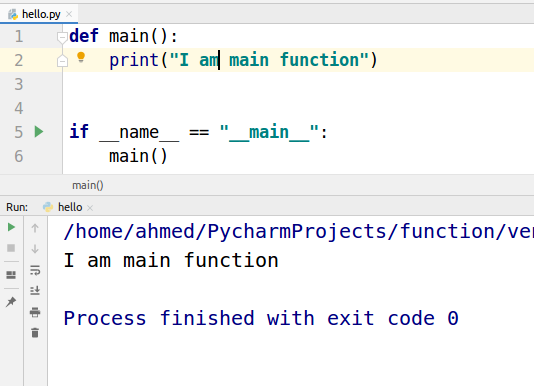 hello.py
1 def main():
2     print("I am main function")
3
4
5 if __name__ == "__main__":
6     main()
main()
Run: hello
/home/ahmed/PycharmProjects/function/ve
I am main function
Process finished with exit code 0